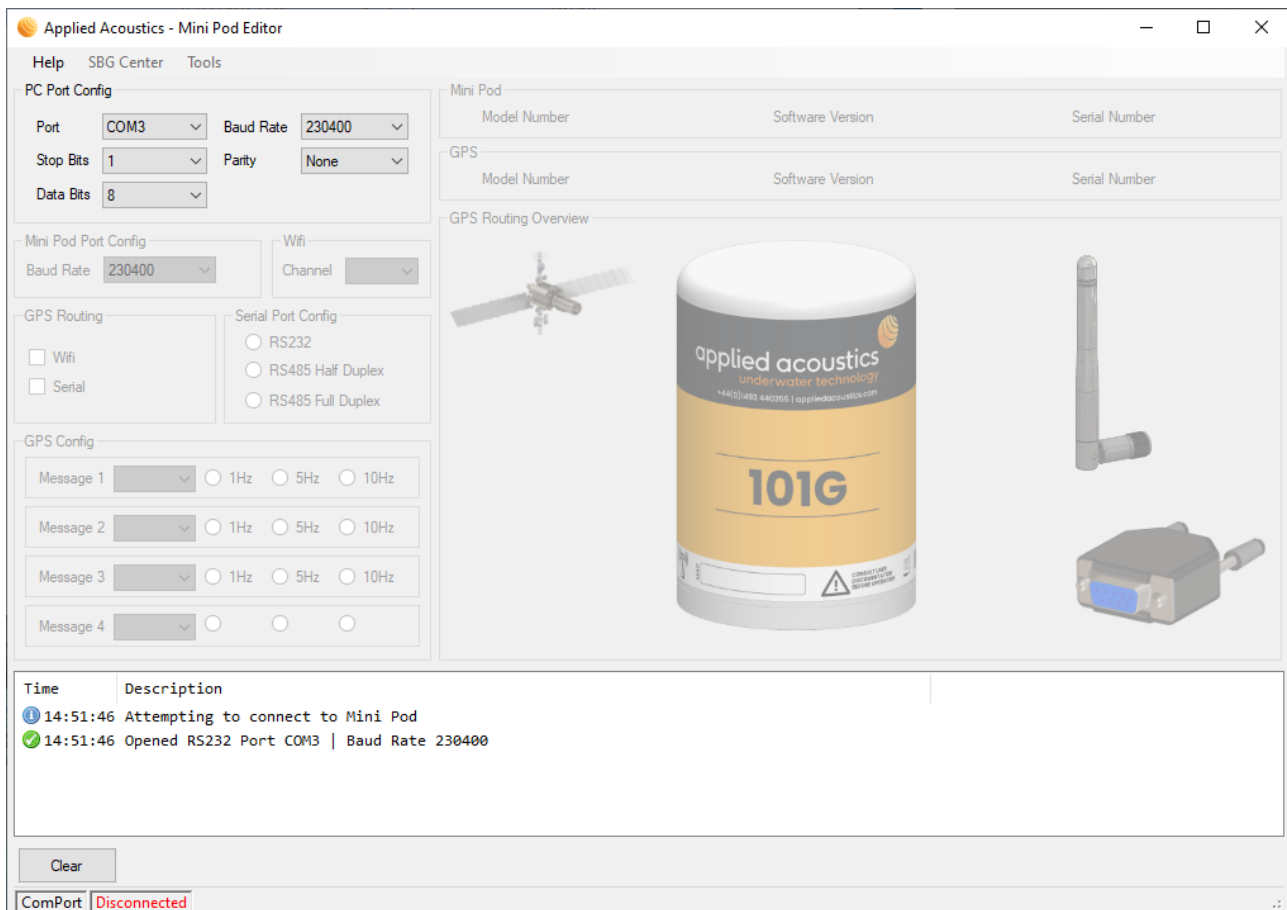 Applied Acoustics - Mini Pod Editor
Help SBG Center Tools
PC Port Config
Port COM3 Baud Rate 230400
Stop Bits 1 Parity None
Data Bits 8
Mini Pod Port Config
Baud Rate 230400
Wifi
Channel
GPS Routing
Wifi
Serial
Serial Port Config
RS232
RS485 Half Duplex
RS485 Full Duplex
GPS Config
Message 1 1Hz 5Hz 10Hz
Message 2 1Hz 5Hz 10Hz
Message 3 1Hz 5Hz 10Hz
Message 4
Mini Pod
Model Number Software Version Serial Number
GPS
Model Number Software Version Serial Number
GPS Routing Overview
applied acoustics
underwater technology
+44(0)1493 440355 | appliedacoustics.com
101G
MAC
CONSULT USER
DOCUMENTATION
BEFORE OPERATION
Time Description
14:51:46 Attempting to connect to Mini Pod
14:51:46 Opened RS232 Port COM3 | Baud Rate 230400
Clear
ComPort Disconnected